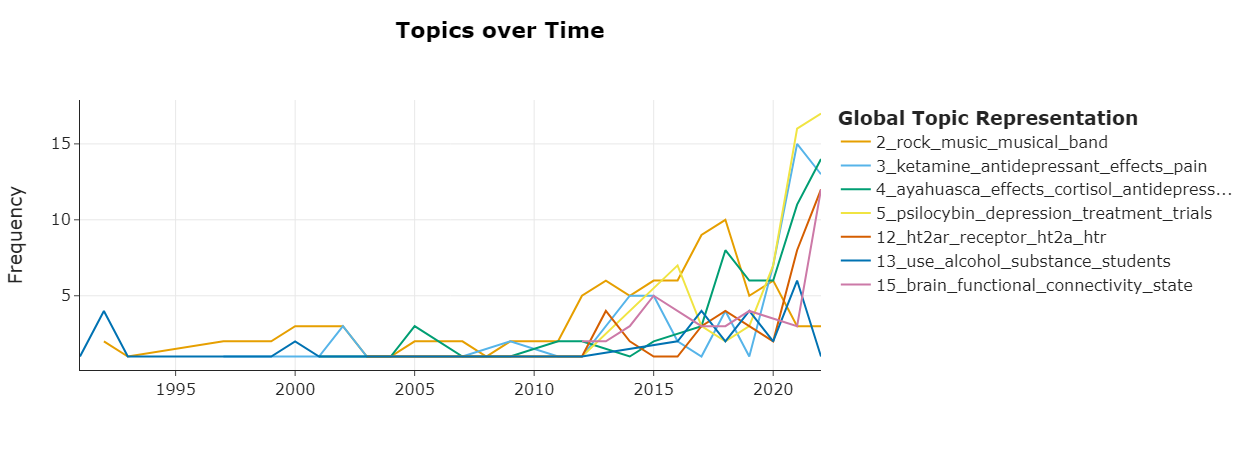 Topics over Time
Global Topic Representation
2_rock_music_musical_band
3_ketamine_antidepressant_effects_pain
4_ayahuasca_effects_cortisol_antidepress...
5_psilocybin_depression_treatment_trials
12_ht2ar_receptor_ht2a_htr
13_use_alcohol_substance_students
15_brain_functional_connectivity_state
Frequency
15
10
5
1995
2000
2005
2010
2015
2020